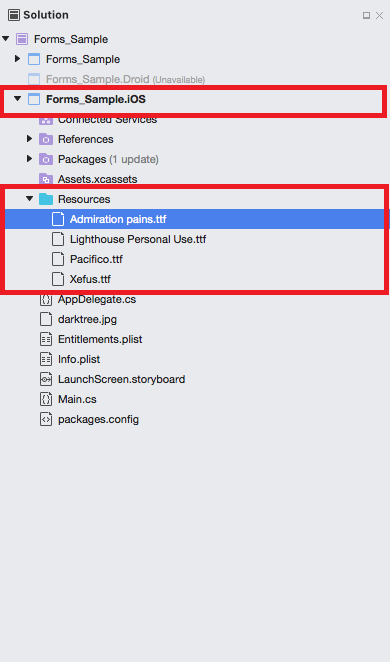 Solution
Forms_Sample
Forms_Sample
Forms_Sample.Droid (Unavailable)
Forms_Sample.iOS
Connected Services
References
Packages (1 update)
Assets.xcassets
Resources
Admiration pains.ttf
Lighthouse Personal Use.ttf
Pacifico.ttf
Xefus.ttf
AppDelegate.cs
darktree.jpg
Entitlements.plist
Info.plist
LaunchScreen.storyboard
Main.cs
packages.config